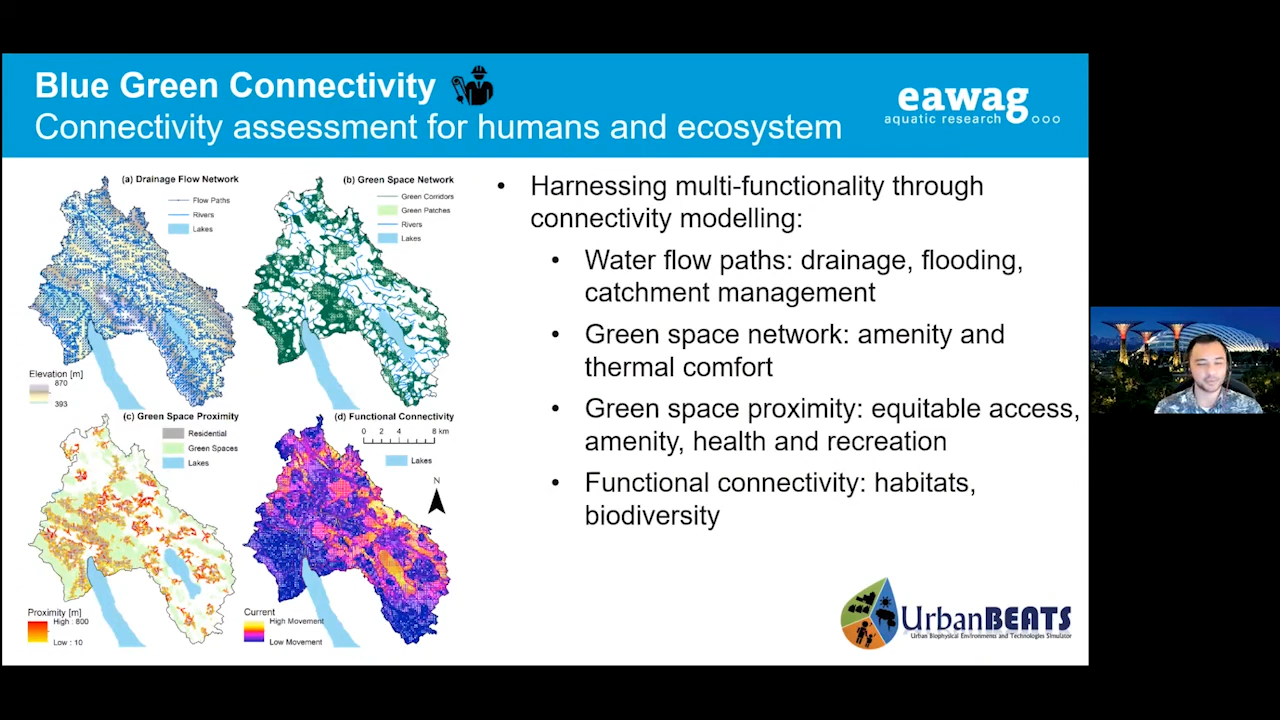 Blue Green Connectivity
Connectivity assessment for humans and ecosystem
eawag
aquatic research
(a) Drainage Flow Network
Flow Paths
Rivers
Lakes
Elevation [m]
870
393
(b) Green Space Network
Green Corridors
Green Patches
Rivers
Lakes
(c) Green Space Proximity
Residential
Green Spaces
Lakes
Proximity [m]
High : 800
Low : 10
(d) Functional Connectivity
0 2 4 8 km
Lakes
N
Current
High Movement
Low Movement
• Harnessing multi-functionality through
connectivity modelling:
• Water flow paths: drainage, flooding,
catchment management
• Green space network: amenity and
thermal comfort
• Green space proximity: equitable access,
amenity, health and recreation
• Functional connectivity: habitats,
biodiversity
UrbanBEATS
Urban Biophysical Environments and Technologies Simulator